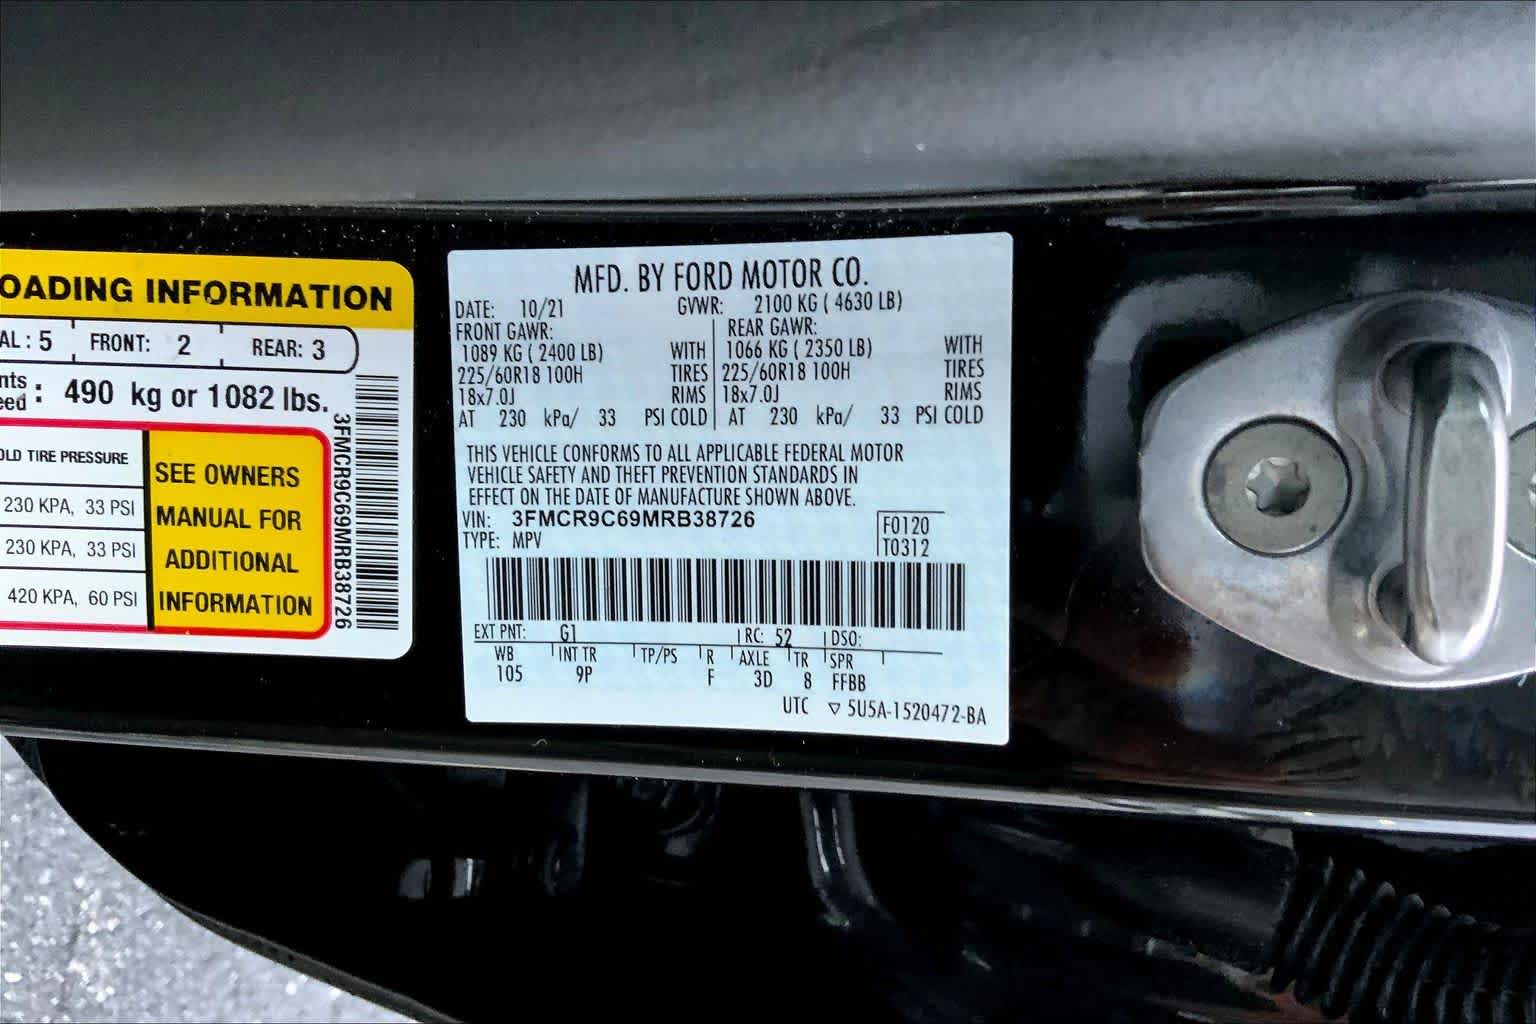 OADING INFORMATION
AL : 5 FRONT: 2 REAR: 3
nts
eed : 490 kg or 1082 lbs.
OLD TIRE PRESSURE
230 KPA, 33 PSI
230 KPA, 33 PSI
420 KPA, 60 PSI
SEE OWNERS
MANUAL FOR
ADDITIONAL
INFORMATION
3FMCR9C69MRB38726
MFD. BY FORD MOTOR CO.
DATE: 10/21 GVWR: 2100 KG ( 4630 LB)
FRONT GAWR: REAR GAWR:
1089 KG ( 2400 LB) WITH 1066 KG ( 2350 LB) WITH
225/60R18 100H TIRES 225/60R18 100H TIRES
18x7.0J RIMS 18x7.0J RIMS
AT 230 kPa/ 33 PSI COLD AT 230 kPa/ 33 PSI COLD
THIS VEHICLE CONFORMS TO ALL APPLICABLE FEDERAL MOTOR
VEHICLE SAFETY AND THEFT PREVENTION STANDARDS IN
EFFECT ON THE DATE OF MANUFACTURE SHOWN ABOVE.
VIN: 3FMCR9C69MRB38726 F0120
TYPE: MPV T0312
EXT PNT: G1 RC: 52 DSO:
WB INT TR TP/PS R AXLE TR SPR
105 9P F 3D 8 FFBB
UTC ▽ 5U5A-1520472-BA